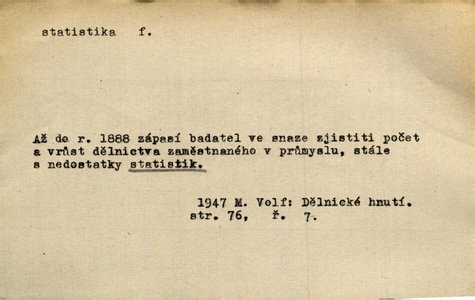 statistika f.
Až do r. 1888 zápasí badatel ve snaze zjistiti počet
a vrůst dělnictva zaměstnaného v průmyslu, stále
s nedostatky statistik.
1947 M. Volf: Dělnické hnutí.
str. 76, ř. 7.